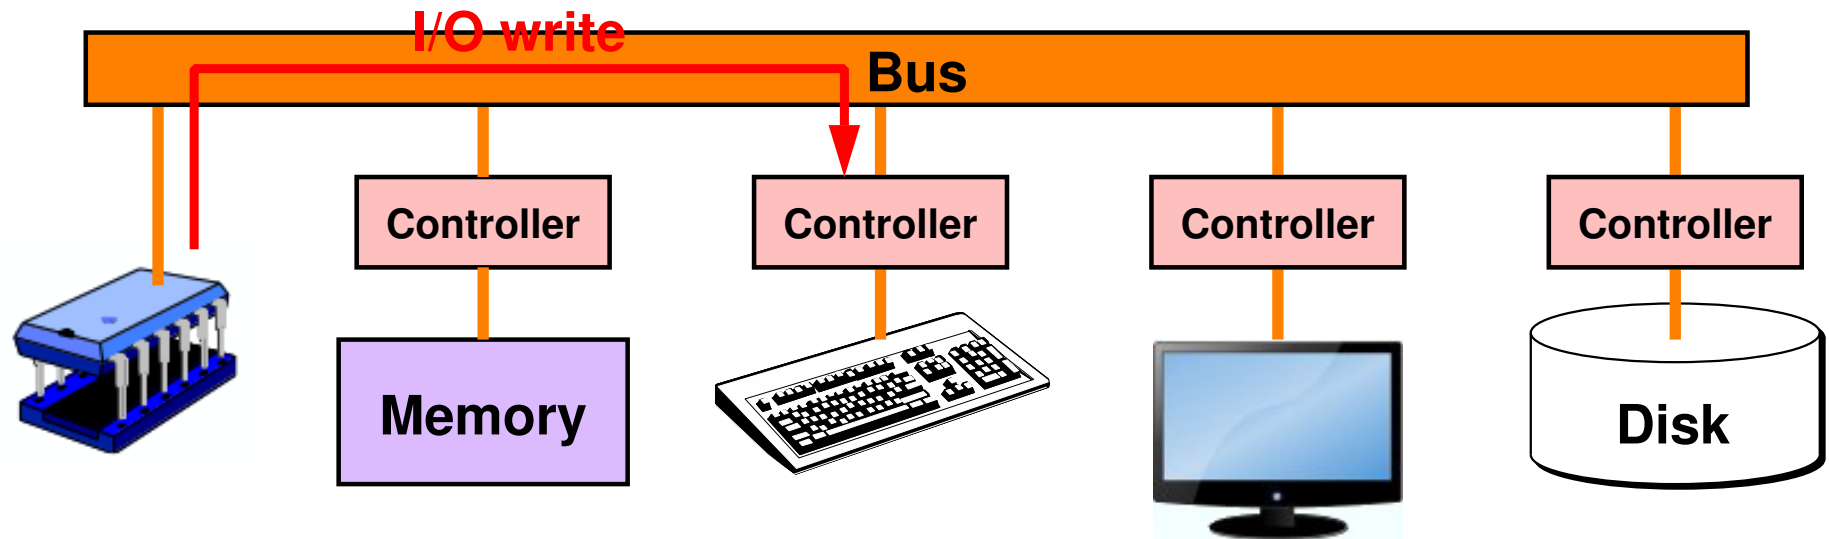 I/O write
Bus
Controller
Controller
Controller
Controller
Memory
Disk